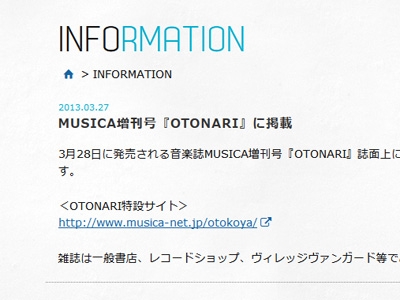 INFORMATION
> INFORMATION
2013.03.27
MUSICA増刊号『OTONARI』に掲載
3月28日に発売される音楽誌MUSICA増刊号『OTONARI』誌面上に
す。
＜OTONARI特設サイト＞
http://www.musica-net.jp/otokoya/
雑誌は一般書店、レコードショップ、ヴィレッジヴァンガード等で